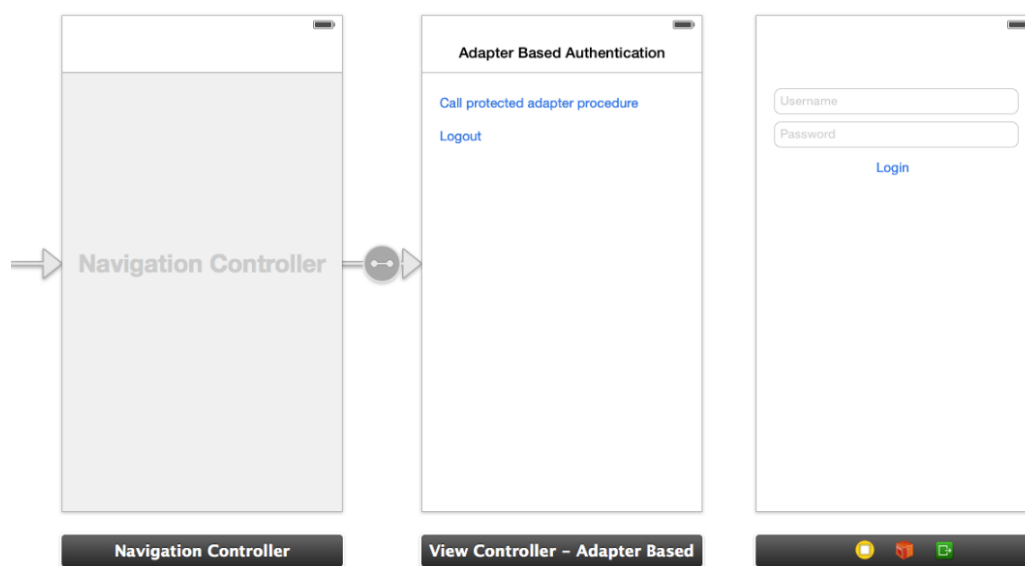 Navigation Controller
Adapter Based Authentication
Call protected adapter procedure
Logout
Username
Password
Login
Navigation Controller
View Controller – Adapter Based